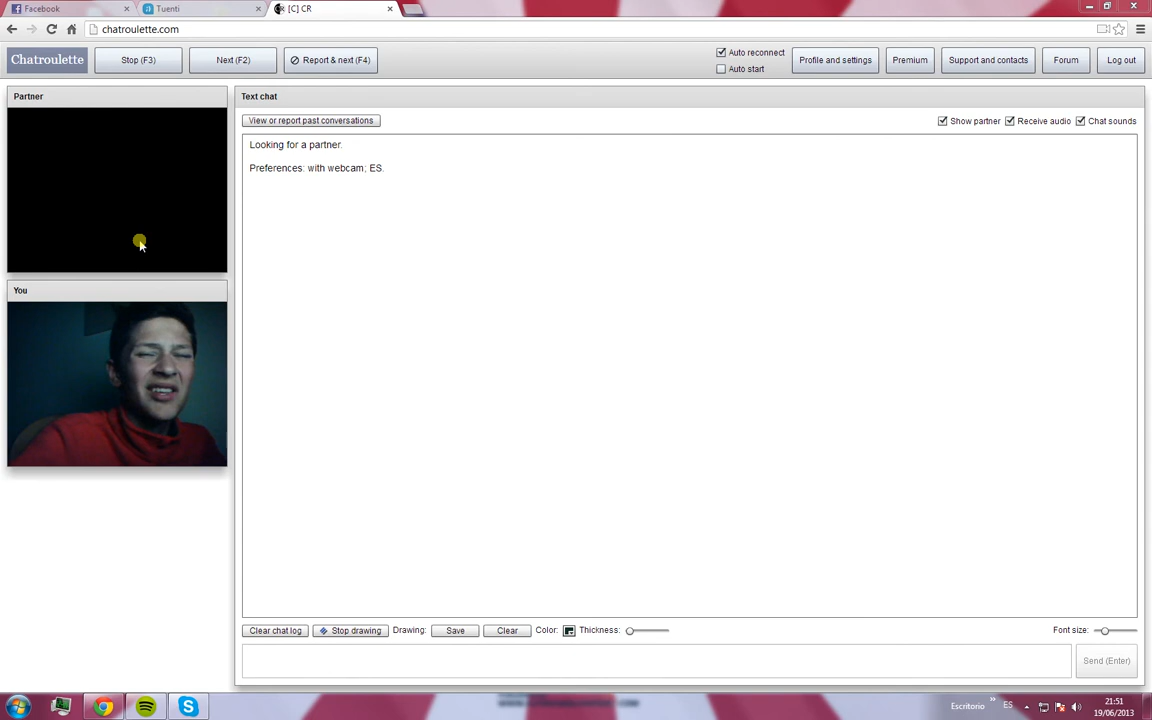 Facebook
Tuenti
[C] CR
chatroulette.com
Chatroulette
Stop (F3)
Next (F2)
Report & next (F4)
Auto reconnect
Auto start
Profile and settings
Premium
Support and contacts
Forum
Log out
Partner
Text chat
View or report past conversations
Show partner
Receive audio
Chat sounds
Looking for a partner.
Preferences: with webcam; ES.
You
Clear chat log
Stop drawing
Drawing:
Save
Clear
Color:
Thickness:
Font size:
Send (Enter)
Escritorio
ES
21:51
19/06/2013